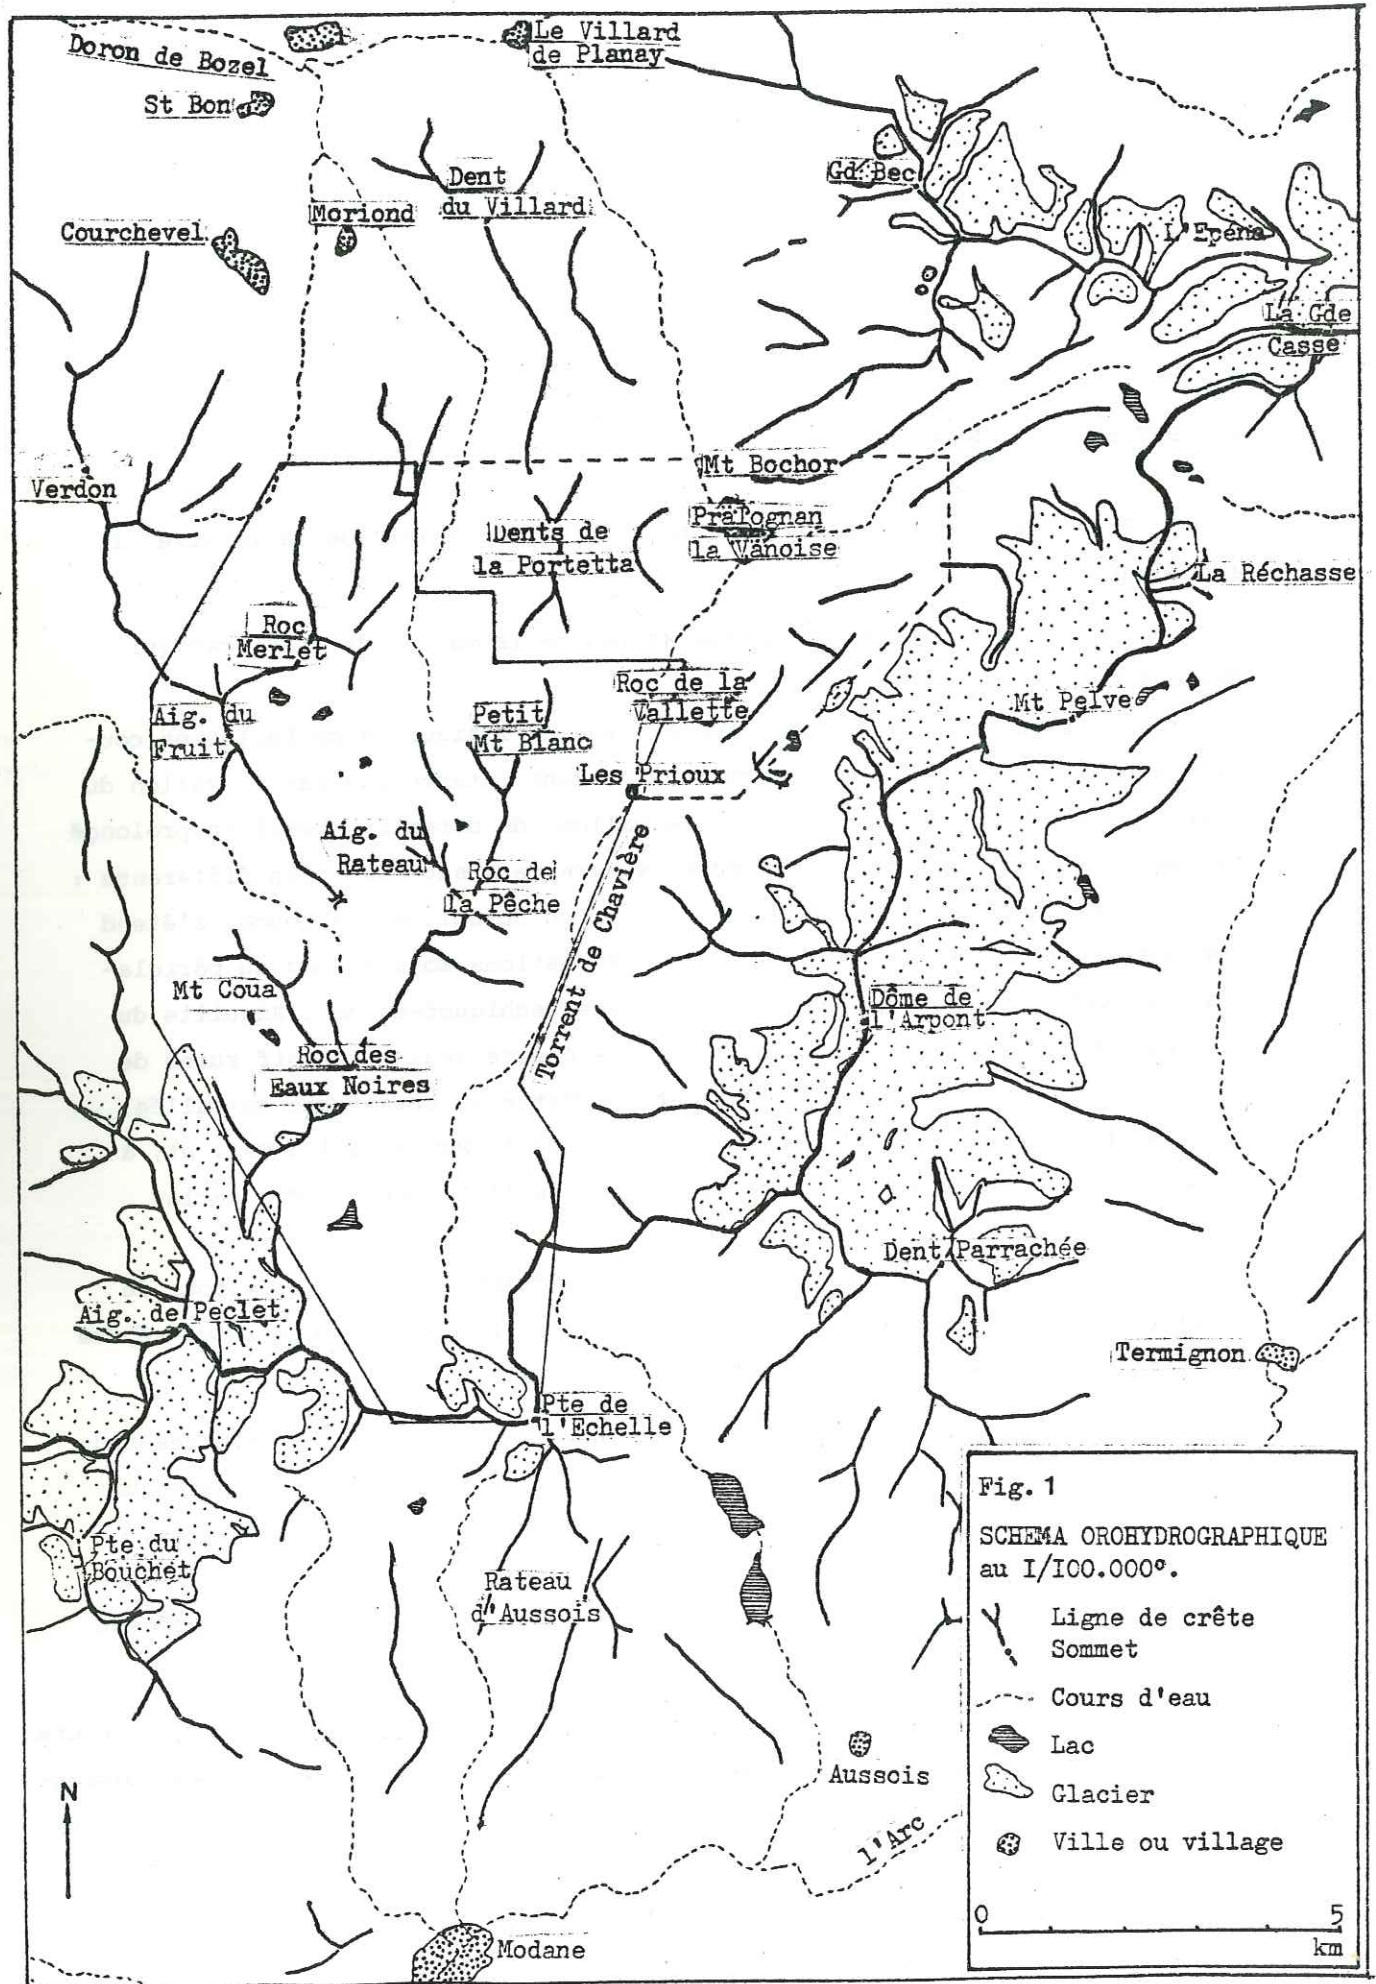 Le Villard
de Planay
Doron de Bozel
St Bon
Gd Bec
Dent
du Villard
Moriond
Courchevel
L'Epéna
La Gde
Casse
Mt Bochor
Verdon
Pralognan
la Vanoise
Dents de
la Portetta
La Réchasse
Roc
Merlet
Roc de la
Vallette
Mt Pelve
Aig. du
Fruit
Petit
Mt Blanc
Les Prioux
Aig. du
Rateau
Roc de
la Pêche
Torrent de Chavière
Mt Coua
Dôme de
l'Arpont
Roc des
Eaux Noires
Dent Parrachée
Aig. de Peclet
Termignon
Pte de
l'Echelle
Pte du
Bouchet
Rateau
d'Aussois
Aussois
l'Arc
Modane
N
Fig. 1
SCHEMA OROHYDROGRAPHIQUE
au I/I00.000°.
Ligne de crête
Sommet
Cours d'eau
Lac
Glacier
Ville ou village
0 5
km